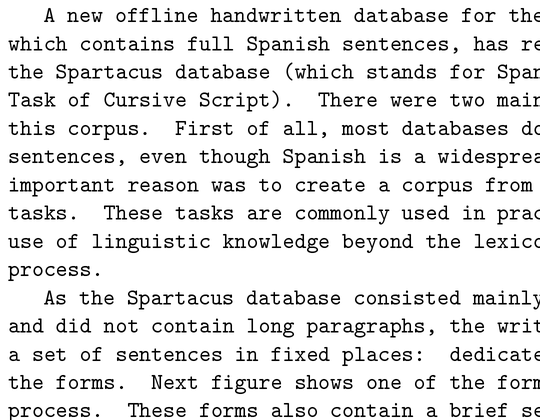 A new offline handwritten database for the
which contains full Spanish sentences, has re
the Spartacus database (which stands for Span
Task of Cursive Script). There were two main
this corpus. First of all, most databases do
sentences, even though Spanish is a widesprea
important reason was to create a corpus from
tasks. These tasks are commonly used in prac
use of linguistic knowledge beyond the lexico
process.
As the Spartacus database consisted mainly
and did not contain long paragraphs, the writ
a set of sentences in fixed places: dedicate
the forms. Next figure shows one of the form
process. These forms also contain a brief se